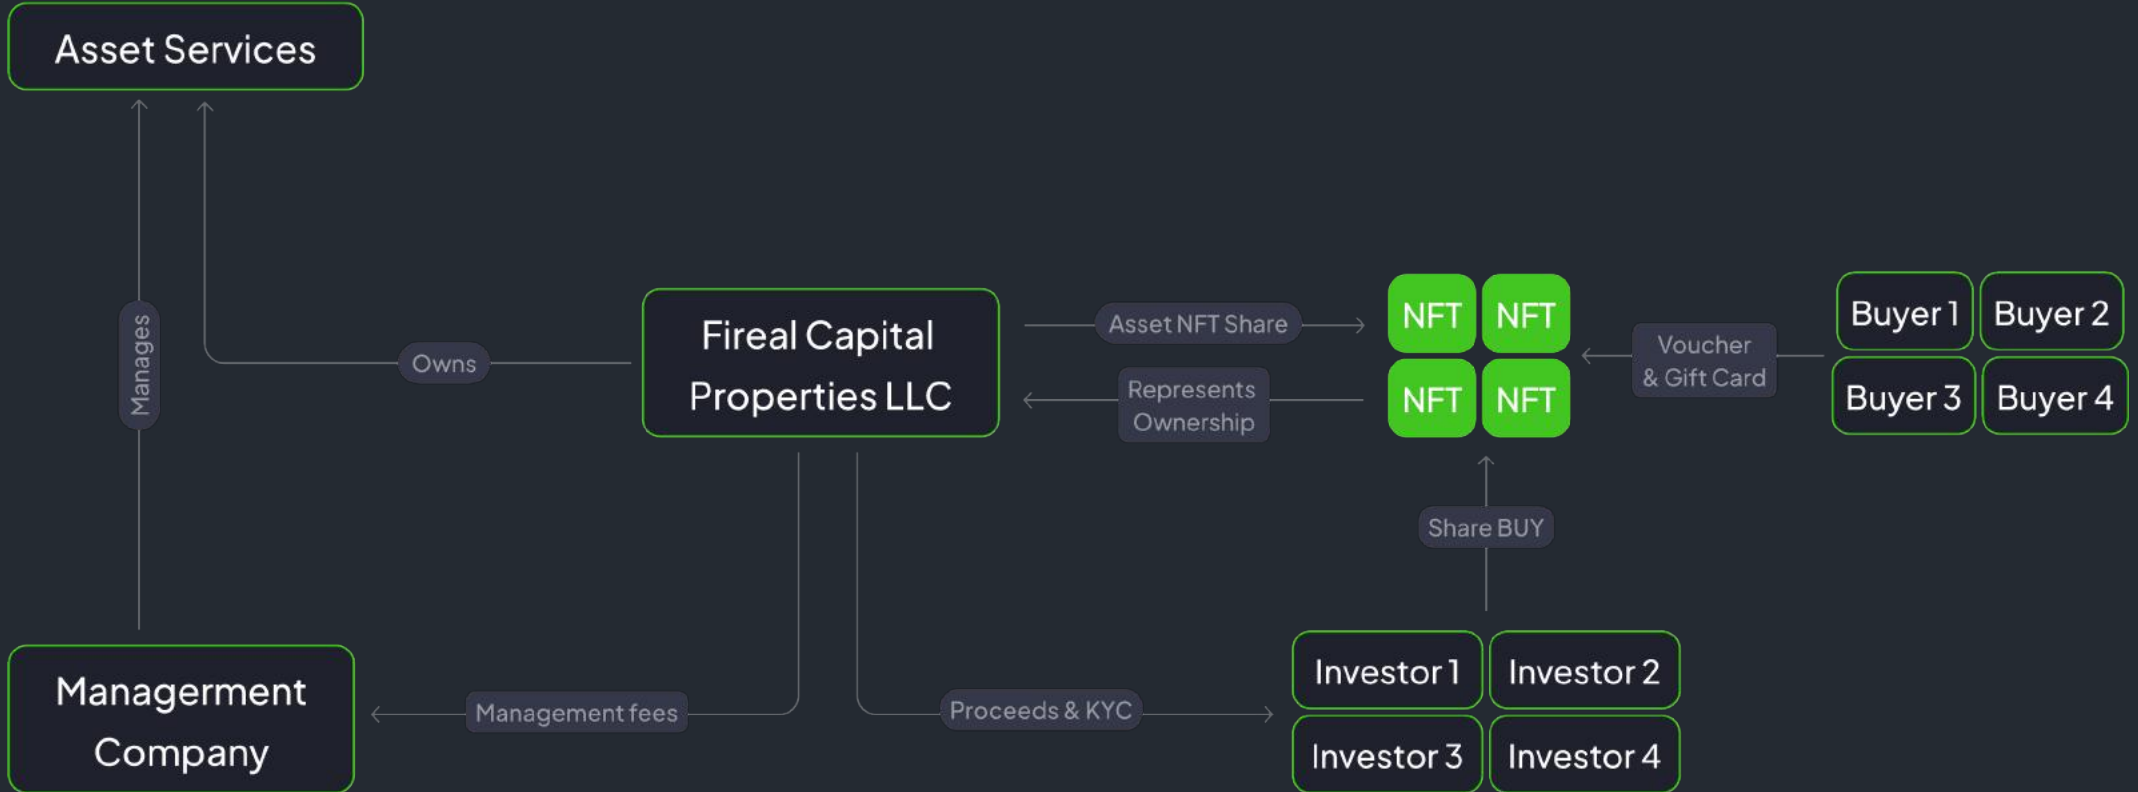 Asset Services
Manages
Owns
Fireal Capital
Properties LLC
Asset NFT Share
Represents
Ownership
NFT NFT
NFT NFT
Voucher
& Gift Card
Buyer 1 Buyer 2
Buyer 3 Buyer 4
Share BUY
Managerment
Company
Management fees
Proceeds & KYC
Investor 1 Investor 2
Investor 3 Investor 4